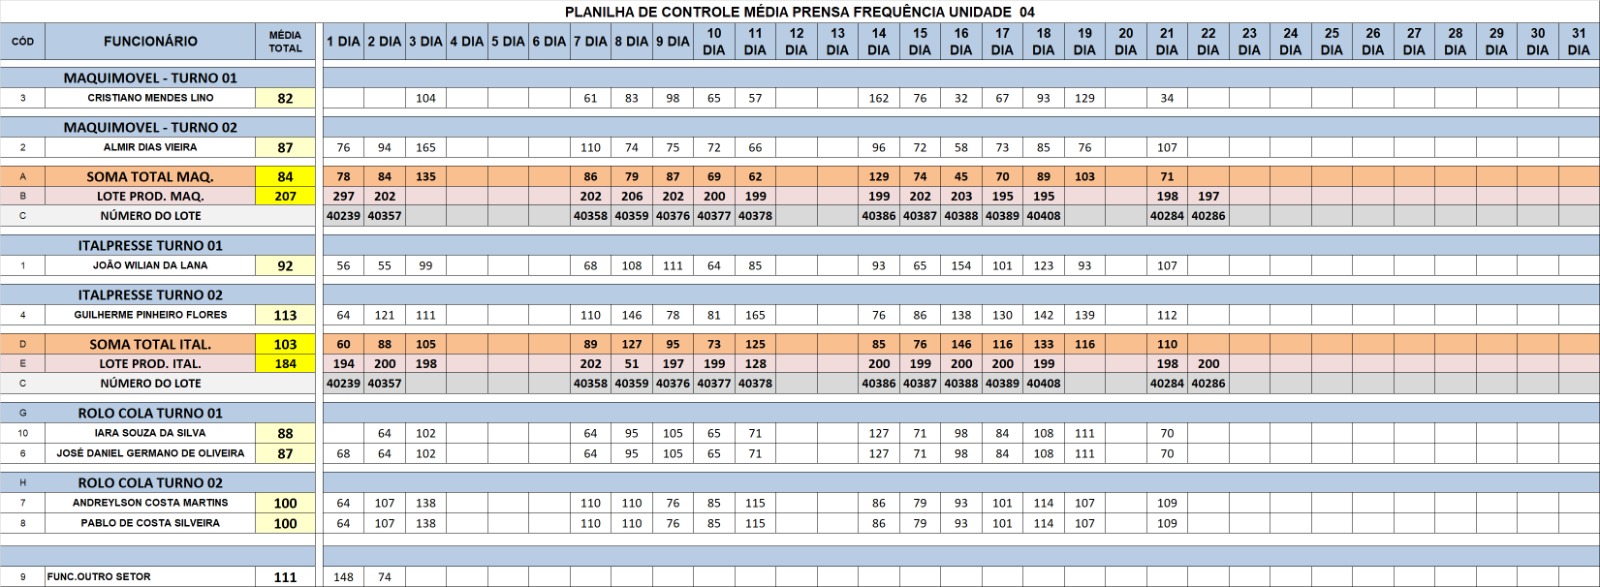 PLANILHA DE CONTROLE MÉDIA PRENSA FREQUÊNCIA UNIDADE  04
CÓD FUNCIONÁRIO MÉDIA TOTAL 1 DIA 2 DIA 3 DIA 4 DIA 5 DIA 6 DIA 7 DIA 8 DIA 9 DIA 10 DIA 11 DIA 12 DIA 13 DIA 14 DIA 15 DIA 16 DIA 17 DIA 18 DIA 19 DIA 20 DIA 21 DIA 22 DIA 23 DIA 24 DIA 25 DIA 26 DIA 27 DIA 28 DIA 29 DIA 30 DIA 31 DIA
MAQUIMOVEL - TURNO 01
3 CRISTIANO MENDES LINO 82 104 61 83 98 65 57 162 76 32 67 93 129 34
MAQUIMOVEL - TURNO 02
2 ALMIR DIAS VIEIRA 87 76 94 165 110 74 75 72 66 96 72 58 73 85 76 107
A SOMA TOTAL MAQ. 84 78 84 135 86 79 87 69 62 129 74 45 70 89 103 71
B LOTE PROD. MAQ. 207 297 202 202 206 202 200 199 199 202 203 195 195 198 197
C NÚMERO DO LOTE 40239 40357 40358 40359 40376 40377 40378 40386 40387 40388 40389 40408 40284 40286
ITALPRESSE TURNO 01
1 JOÃO WILIAN DA LANA 92 56 55 99 68 108 111 64 85 93 65 154 101 123 93 107
ITALPRESSE TURNO 02
4 GUILHERME PINHEIRO FLORES 113 64 121 111 110 146 78 81 165 76 86 138 130 142 139 112
D SOMA TOTAL ITAL. 103 60 88 105 89 127 95 73 125 85 76 146 116 133 116 110
E LOTE PROD. ITAL. 184 194 200 198 202 51 197 199 128 200 199 200 200 199 198 200
C NÚMERO DO LOTE 40239 40357 40358 40359 40376 40377 40378 40386 40387 40388 40389 40408 40284 40286
G ROLO COLA TURNO 01
10 IARA SOUZA DA SILVA 88 64 102 64 95 105 65 71 127 71 98 84 108 111 70
6 JOSÉ DANIEL GERMANO DE OLIVEIRA 87 68 64 102 64 95 105 65 71 127 71 98 84 108 111 70
H ROLO COLA TURNO 02
7 ANDREYLSON COSTA MARTINS 100 64 107 138 110 110 76 85 115 86 79 93 101 114 107 109
8 PABLO DE COSTA SILVEIRA 100 64 107 138 110 110 76 85 115 86 79 93 101 114 107 109
9 FUNC.OUTRO SETOR 111 148 74